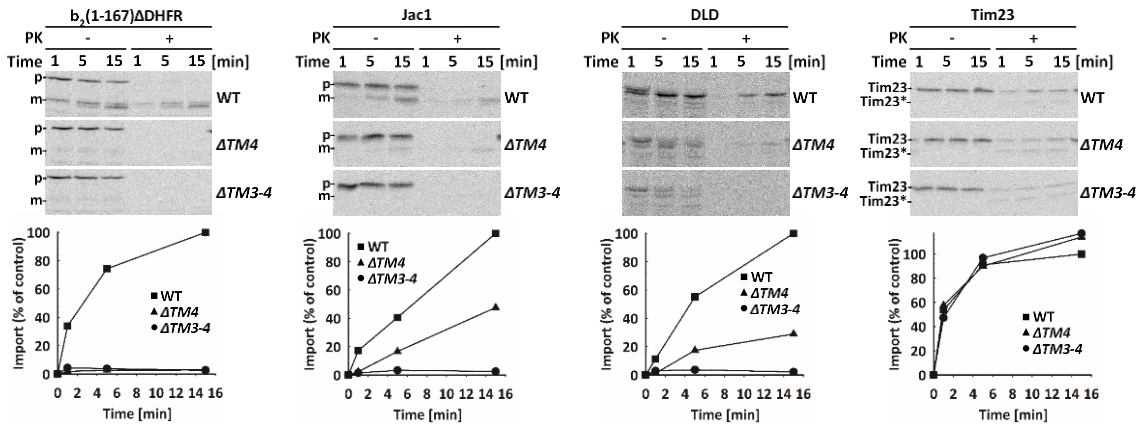 b₂(1-167)ΔDHFR
PK - +
Time 1 5 15 1 5 15 [min]
p
m
WT
p
m
ΔTM4
p
m
ΔTM3-4
Import (% of control)
100
80
60
40
20
0
WT
ΔTM4
ΔTM3-4
0 2 4 6 8 10 12 14 16
Time [min]
Jac1
PK - +
Time 1 5 15 1 5 15 [min]
p
m
WT
p
m
ΔTM4
p
m
ΔTM3-4
Import (% of control)
100
80
60
40
20
0
WT
ΔTM4
ΔTM3-4
0 2 4 6 8 10 12 14 16
Time [min]
DLD
PK - +
Time 1 5 15 1 5 15 [min]
WT
ΔTM4
ΔTM3-4
Import (% of control)
100
80
60
40
20
0
WT
ΔTM4
ΔTM3-4
0 2 4 6 8 10 12 14 16
Time [min]
Tim23
PK - +
Time 1 5 15 1 5 15 [min]
Tim23
Tim23*
WT
Tim23
Tim23*
ΔTM4
Tim23
Tim23*
ΔTM3-4
Import (% of control)
100
80
60
40
20
0
WT
ΔTM4
ΔTM3-4
0 2 4 6 8 10 12 14 16
Time [min]